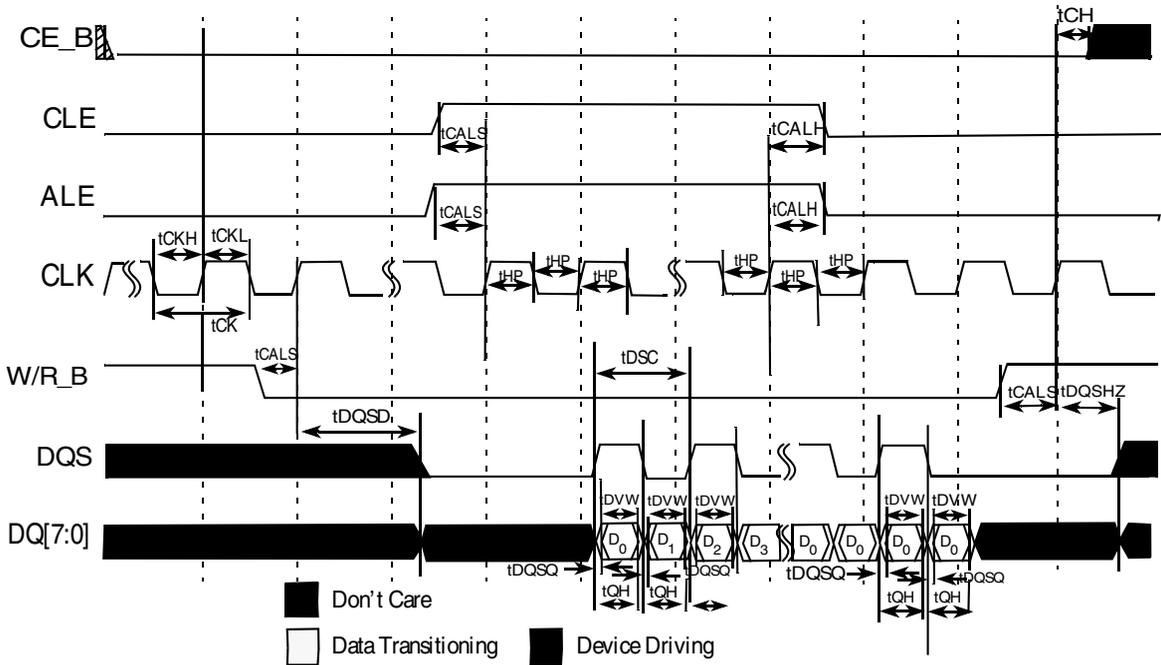 tCH
CE_B
CLE
tCALS
tCALH
ALE
tCALS
tCALH
tCKH
tCKL
CLK
tHP
tHP
tHP
tHP
tHP
tHP
tCK
W/R_B
tCALS
tDSC
tCALS
tDQSHZ
tDQSD
DQS
tDVW
tDVW
tDVW
tDVW
tDVW
DQ[7:0]
D0
D1
D2
D3
D0
D0
D0
D0
tDQSQ
tDQSQ
tDQSQ
tDQSQ
tQH
tQH
tQH
tQH
Don't Care
Data Transitioning
Device Driving